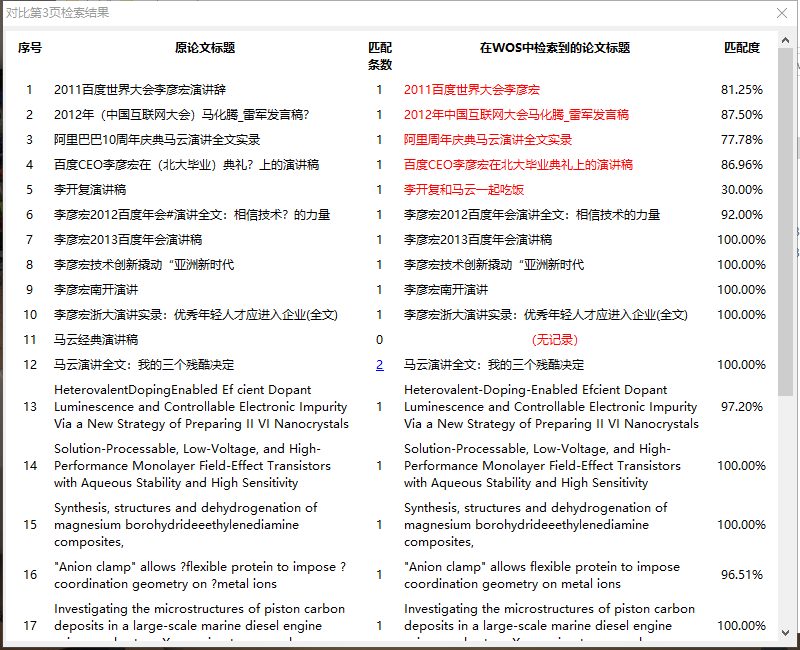 对比第3页检索结果
序号 原论文标题 匹配条数 在WOS中检索到的论文标题 匹配度
1 2011百度世界大会李彦宏演讲辞 1 2011百度世界大会李彦宏 81.25%
2 2012年（中国互联网大会）马化腾_雷军发言稿? 1 2012年中国互联网大会马化腾_雷军发言稿 87.50%
3 阿里巴巴10周年庆典马云演讲全文实录 1 阿里周年庆典马云演讲全文实录 77.78%
4 百度CEO李彦宏在（北大毕业）典礼？上的演讲稿 1 百度CEO李彦宏在北大毕业典礼上的演讲稿 86.96%
5 李开复演讲稿 1 李开复和马云一起吃饭 30.00%
6 李彦宏2012百度年会#演讲全文：相信技术？的力量 1 李彦宏2012百度年会演讲全文：相信技术的力量 92.00%
7 李彦宏2013百度年会演讲稿 1 李彦宏2013百度年会演讲稿 100.00%
8 李彦宏技术创新撬动“亚洲新时代 1 李彦宏技术创新撬动“亚洲新时代 100.00%
9 李彦宏南开演讲 1 李彦宏南开演讲 100.00%
10 李彦宏浙大演讲实录：优秀年轻人才应进入企业(全文) 1 李彦宏浙大演讲实录：优秀年轻人才应进入企业(全文) 100.00%
11 马云经典演讲稿 0 (无记录)
12 马云演讲全文：我的三个残酷决定 2 马云演讲全文：我的三个残酷决定 100.00%
13 HeterovalentDopingEnabled Ef cient Dopant
Luminescence and Controllable Electronic Impurity
Via a New Strategy of Preparing II VI Nanocrystals
1
Heterovalent-Doping-Enabled Efcient Dopant
Luminescence and Controllable Electronic Impurity
Via a New Strategy of Preparing II VI Nanocrystals
97.20%
14 Solution-Processable, Low-Voltage, and High-
Performance Monolayer Field-Effect Transistors
with Aqueous Stability and High Sensitivity
1
Solution-Processable, Low-Voltage, and High-
Performance Monolayer Field-Effect Transistors
with Aqueous Stability and High Sensitivity
100.00%
15 Synthesis, structures and dehydrogenation of
magnesium borohydrideeethylenediamine
composites,
1
Synthesis, structures and dehydrogenation of
magnesium borohydrideeethylenediamine
composites,
100.00%
16 "Anion clamp" allows ?flexible protein to impose ?
coordination geometry on ?metal ions
1
"Anion clamp" allows flexible protein to impose
coordination geometry on metal ions
96.51%
17 Investigating the microstructures of piston carbon
deposits in a large-scale marine diesel engine
1
Investigating the microstructures of piston carbon
deposits in a large-scale marine diesel engine
100.00%